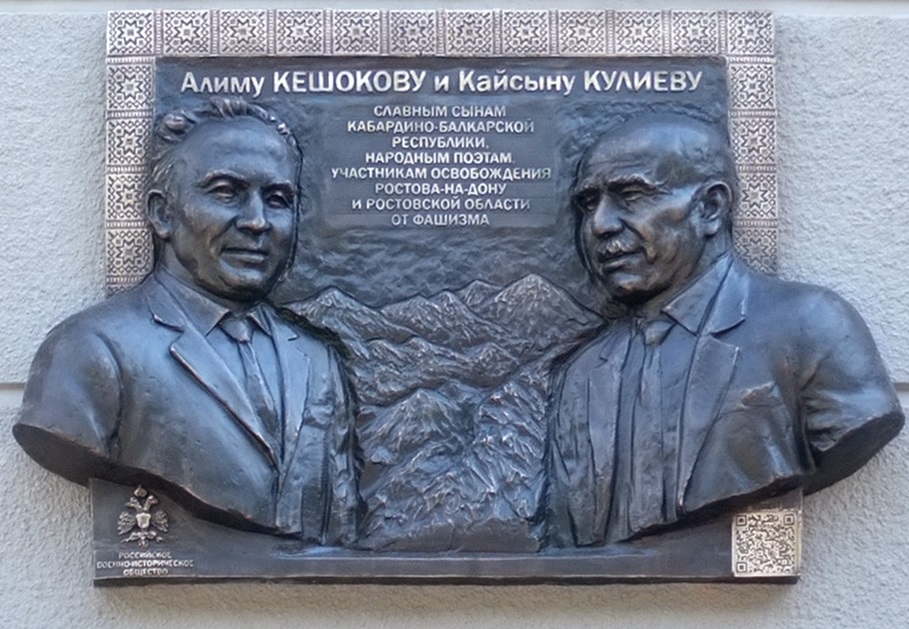 Алиму КЕШОКОВУ и Кайсыну КУЛИЕВУ
СЛАВНЫМ СЫНАМ
КАБАРДИНО-БАЛКАРСКОЙ
РЕСПУБЛИКИ,
НАРОДНЫМ ПОЭТАМ,
УЧАСТНИКАМ ОСВОБОЖДЕНИЯ
РОСТОВА-НА-ДОНУ
И РОСТОВСКОЙ ОБЛАСТИ
ОТ ФАШИЗМА
РОССИЙСКОЕ
ВОЕННО-ИСТОРИЧЕСКОЕ
ОБЩЕСТВО